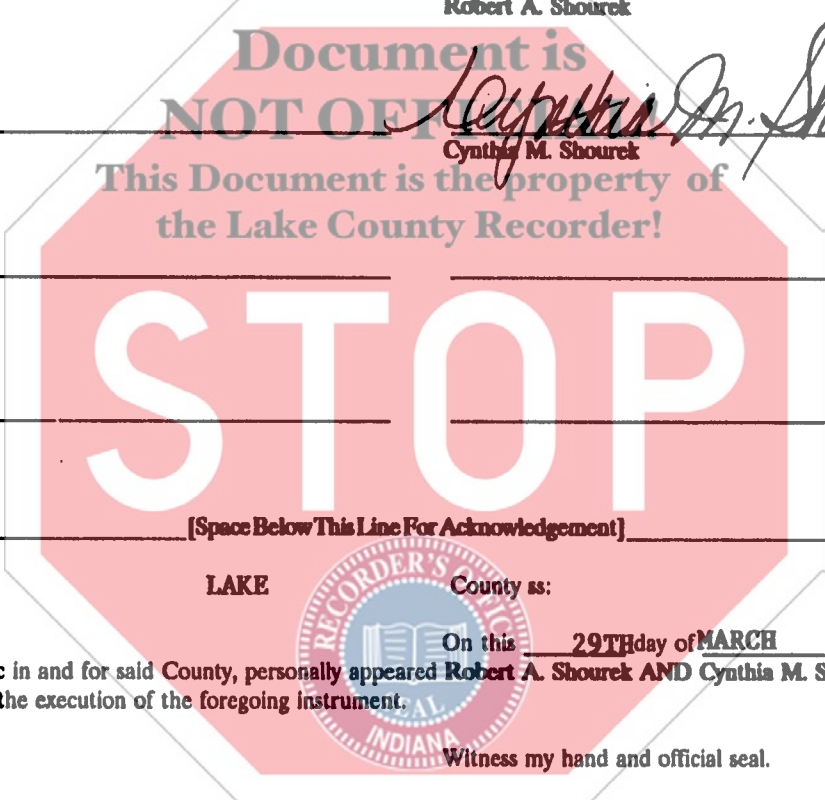 Robert A. Shourek
Document is
NOT OFFICIAL!
Cynthia M. Sh
Cynthia M. Shourek
This Document is the property of
the Lake County Recorder!
STOP
[Space Below This Line For Acknowledgement]
LAKE County ss:
RECORDER'S OFFIC
On this 29TH day of MARCH
c in and for said County, personally appeared Robert A. Shourek AND Cynthia M. S
the execution of the foregoing instrument.
SEAL
INDIANA
Witness my hand and official seal.